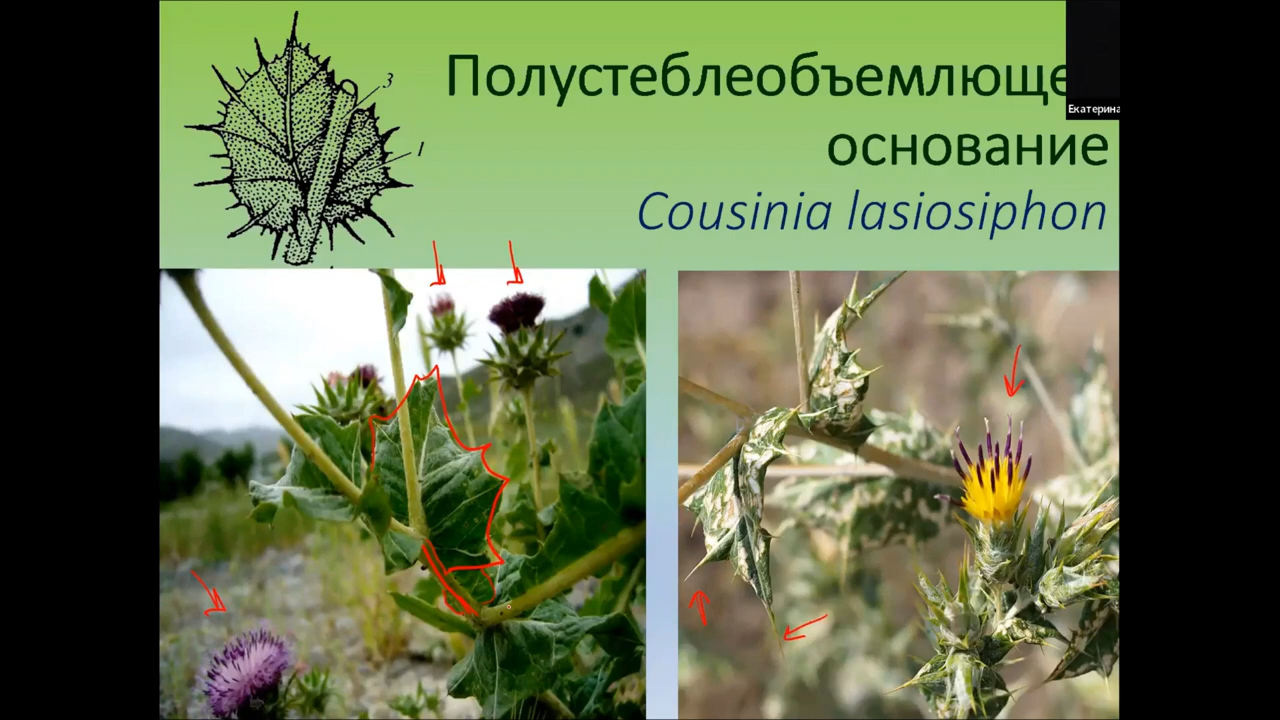 Полустеблеобъемлюще
основание
Cousinia lasiosiphon
Екатерина
3
1